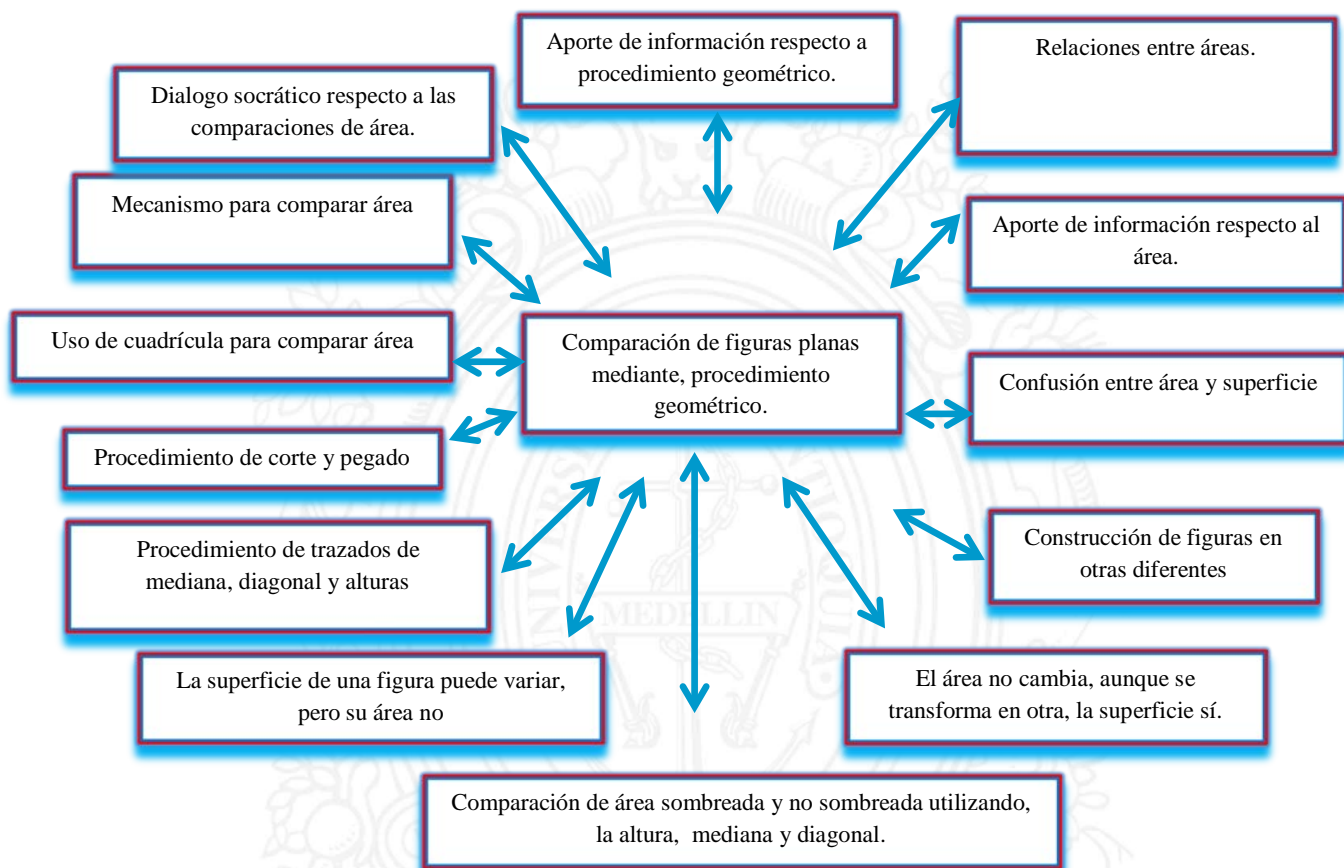 Aporte de información respecto a
procedimiento geométrico.
Relaciones entre áreas.
Dialogo socrático respecto a las
comparaciones de área.
Mecanismo para comparar área
Aporte de información respecto al
área.
Uso de cuadrícula para comparar área
Comparación de figuras planas
mediante, procedimiento
geométrico.
Confusión entre área y superficie
Procedimiento de corte y pegado
Procedimiento de trazados de
mediana, diagonal y alturas
Construcción de figuras en
otras diferentes
MEDELLIN
La superficie de una figura puede variar,
pero su área no
El área no cambia, aunque se
transforma en otra, la superficie sí.
Comparación de área sombreada y no sombreada utilizando,
la altura, mediana y diagonal.